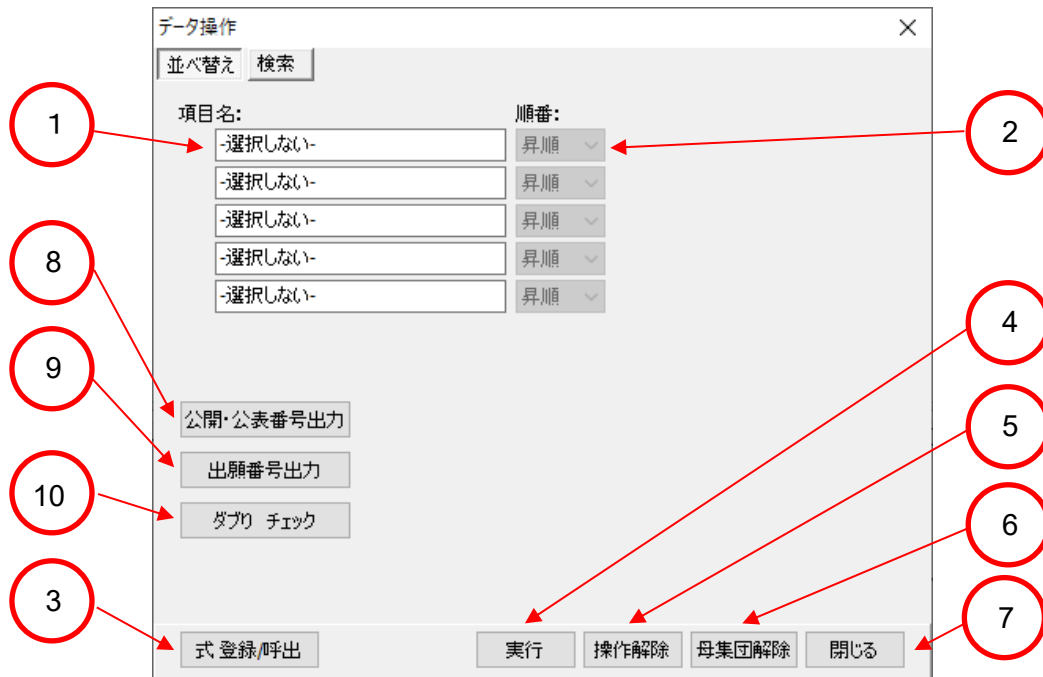 データ操作
並べ替え 検索
項目名: 順番:
1 -選択しない- 昇順 2
-選択しない- 昇順
-選択しない- 昇順
8 -選択しない- 昇順
-選択しない- 昇順
4
9
公開・公表番号出力 5
出願番号出力
10 ダブり チェック 6
3 7
式 登録/呼出 実行 操作解除 母集団解除 閉じる